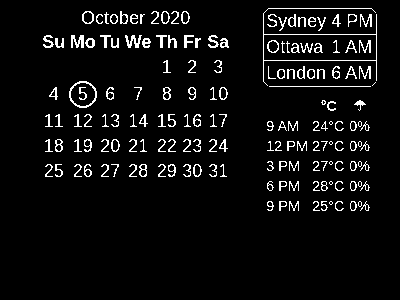 October 2020
Su Mo Tu We Th Fr Sa
1 2 3
4 5 6 7 8 9 10
11 12 13 14 15 16 17
18 19 20 21 22 23 24
25 26 27 28 29 30 31
Sydney 4 PM
Ottawa 1 AM
London 6 AM
°C ☂
9 AM 24°C 0%
12 PM 27°C 0%
3 PM 27°C 0%
6 PM 28°C 0%
9 PM 25°C 0%